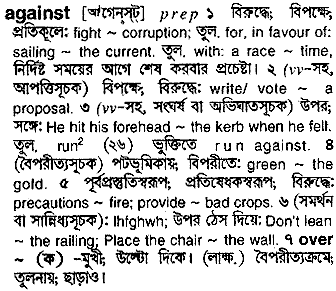 against [আগেন্‌স্ট্] prep ১ বিরুদ্ধে; বিপক্ষে,
প্রতিকূলে: fight ~ corruption; তুল. for, in favour of:
sailing ~ the current. তুল, with: a race ~ time,
নির্দিষ্ট সময়ের আগে শেষ করবার প্রচেষ্টা। ২ (vv-সহ,
আপত্তিসূচক) বিপক্ষে, বিরুদ্ধে: write/ vote ~ a
proposal. ৩ (vv-সহ, সংঘর্ষ বা অভিঘাতসূচক) উপর;
সঙ্গে: He hit his forehead ~ the kerb when he fell.
তুল, run² (২৬) ভুক্তিতে run against. ৪
(বৈপরীত্যসূচক) পটভূমিকায়; বিপরীতে: green ~ the
gold. ৫ পূর্বপ্রস্তুতিস্বরূপ, প্রতিষেধকস্বরূপ; বিরুদ্ধে:
precautions ~ fire; provide ~ bad crops. ৬ (সমর্থন
বা সান্নিধ্যসূচক): lhfghwh; উপর ঠেস দিয়ে: Don't lean
~ the railing; Place the chair ~ the wall. ৭ over
~ (ক) -মুখী; উল্টো দিকে। (লাক্ষ.) বৈপরীত্যক্রমে;
তুলনায়; ছাড়াও।